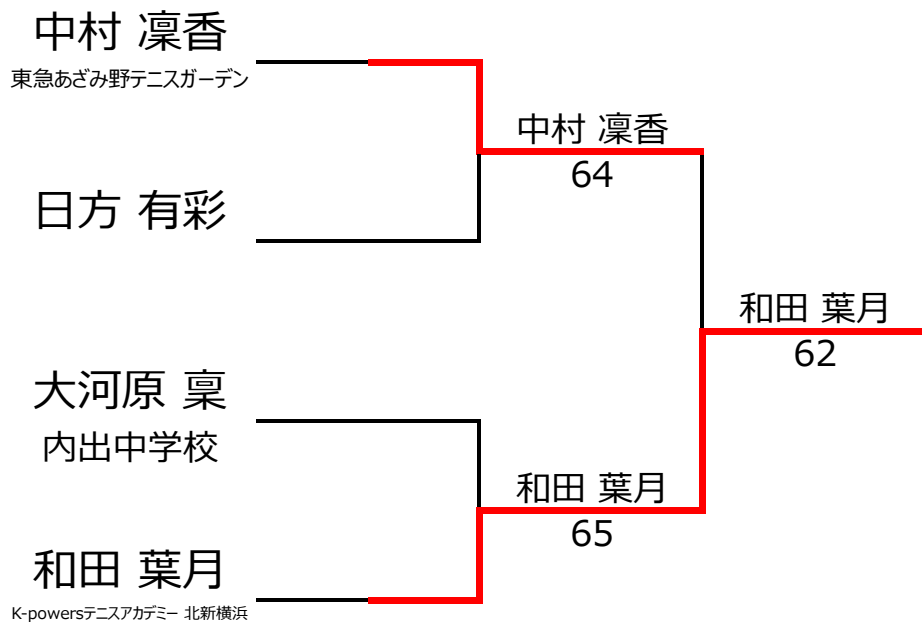 中村 凜香
東急あざみ野テニスガーデン
中村 凜香
64
日方 有彩
和田 葉月
62
大河原 稟
内出中学校
和田 葉月
65
和田 葉月
K-powersテニスアカデミー 北新横浜